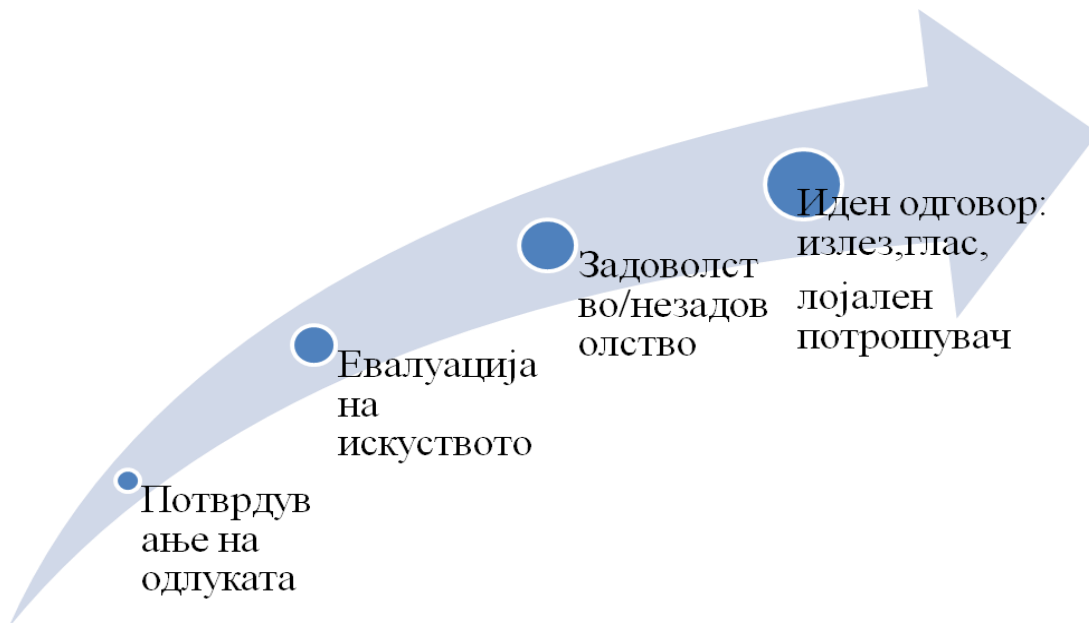 Потврдув
ање на
одлуката
Евалуација
на
искуството
Задоволст
во/незадов
олство
Иден одговор:
излез,глас,
лојален
потрошувач